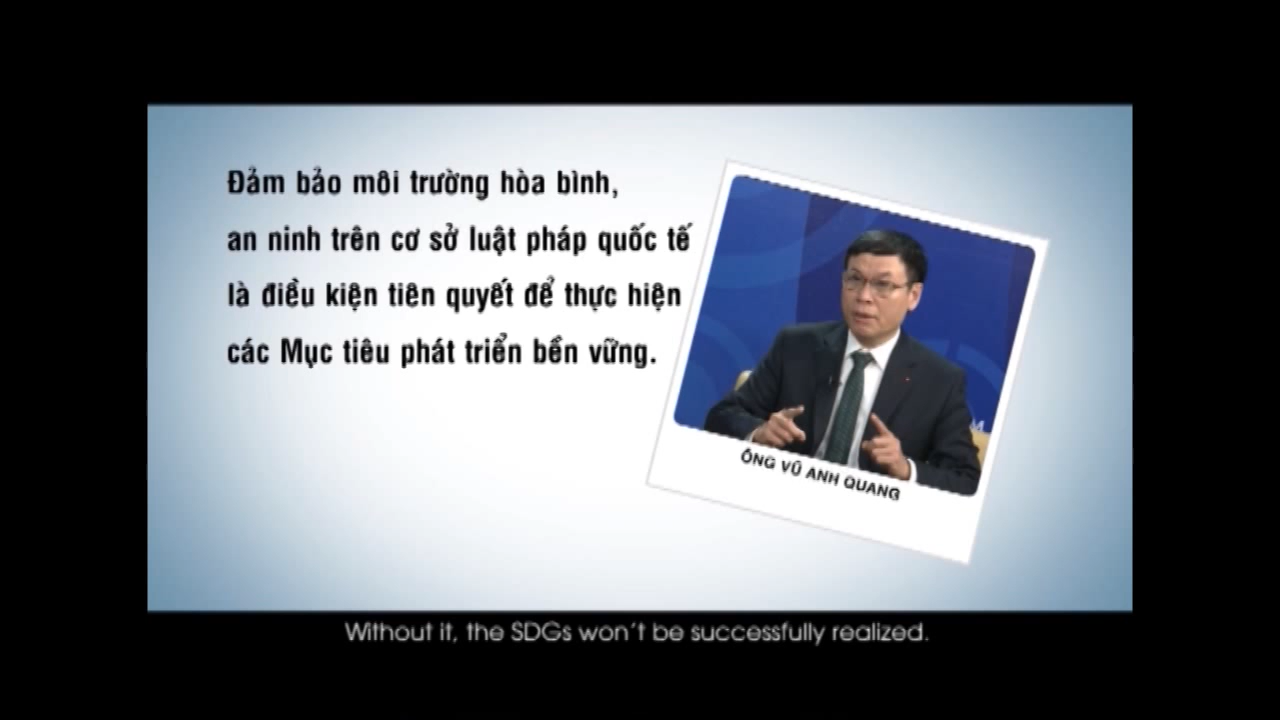 Đảm bảo môi trường hòa bình,
an ninh trên cơ sở luật pháp quốc tế
là điều kiện tiên quyết để thực hiện
các Mục tiêu phát triển bền vững.
ÔNG VŨ ANH QUANG
Without it, the SDGs won't be successfully realized.